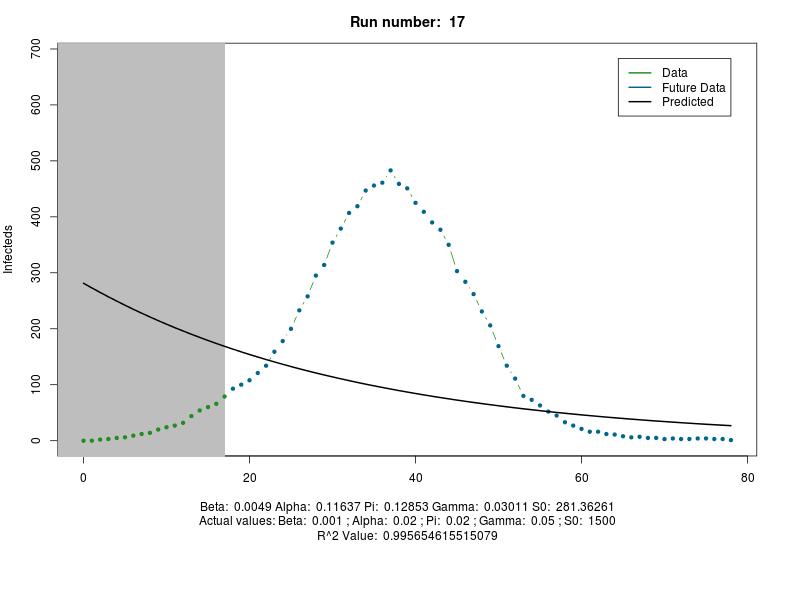 Run number: 17
700
600
500
400
300
200
100
0
Infecteds
Data
Future Data
Predicted
0 20 40 60 80
Beta: 0.0049 Alpha: 0.11637 Pi: 0.12853 Gamma: 0.03011 S0: 281.36261
Actual values: Beta: 0.001 ; Alpha: 0.02 ; Pi: 0.02 ; Gamma: 0.05 ; S0: 1500
R^2 Value: 0.995654615515079